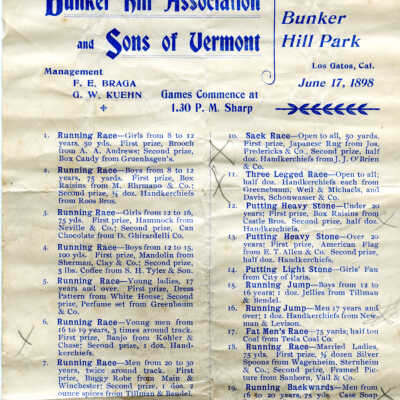 Bunker Hill Association
and Sons of Vermont
Bunker
Hill Park
Los Gatos, Cal.
June 17, 1898
Management
F. E. BRAGA
G. W. KUEHN
Games Commence at
1.30 P. M. Sharp
1. Running Race—Girls from 8 to 12
years, 50 yds. First prize, Brooch
from A. A. Andrews; Second prize,
Box Candy from Gruenhagen's.
2. Running Race—Boys from 8 to 12
years, 75 yards. First prize, Box
Raisins from M. Ehrmann & Co.;
Second prize, ½ doz. Handkerchiefs
from Roos Bros.
3. Running Race—Girls from 12 to 16,
75 yds. First prize, Hammock from
Neville & Co.; Second prize, Can
Chocolate from D. Ghirardelli Co.
4. Running Race—Boys from 12 to 15,
100 yds. First prize, Mandolin from
Sherman, Clay & Co.; Second prize,
3 lbs. Coffee from S. H. Tyler & Son.
5. Running Race—Young ladies, 17
years and over. First prize, Dress
Pattern from White House; Second
prize, Perfume set from Greenbaum
& Co.
6. Running Race—Young men from
16 to 19 years, ¾ times around track.
First prize, Banjo from Kohler &
Chase; Second prize, 1 doz. Hand-
kerchiefs.
7. Running Race—Men from 20 to 30
years, twice around track. First
prize, Buggy Robe from Main &
Winchester; Second prize, 1 doz. 2
ounce spices from Tillman & Bendel.
10. Sack Race—Open to all, 50 yards.
First prize, Japanese Rug from Jos.
Fredericks & Co.; Second prize, half
doz. Handkerchiefs from J. J. O'Brien
& Co.
11. Three Legged Race—Open to all;
half doz. Handkerchiefs each from
Greenebaum, Weil & Michaels, and
Davis, Schonwasser & Co.
12. Putting Heavy Stone—Under 20
years; First prize, Box Raisins from
Castle Bros. Second prize, half doz.
Handkerchiefs.
13. Putting Heavy Stone—Over 20
years; First prize, American Flag
from E. T. Allen & Co. Second prize,
half doz. Handkerchiefs.
14. Putting Light Stone—Girls' Fan
from City of Paris.
15. Running Jump—Boys from 12 to
16 years; 1 doz. Jellies from Tillman
& Bendel.
16. Running Jump—Men 17 years and
over; 1 doz. Handkerchiefs from New-
man & Levison.
17. Fat Men's Race—75 yards; half ton
Coal from Tesla Coal Co.
18. Running Race—Married Ladies,
75 yds. First prize, ½ dozen Silver
Spoons from Wagenheim, Sternheim
& Co.; Second prize, Framed Pic-
ture from Sanborn, Vail & Co.
19. Running Backwards—Men from
16 to 20 years, 75 yds. Case Soap